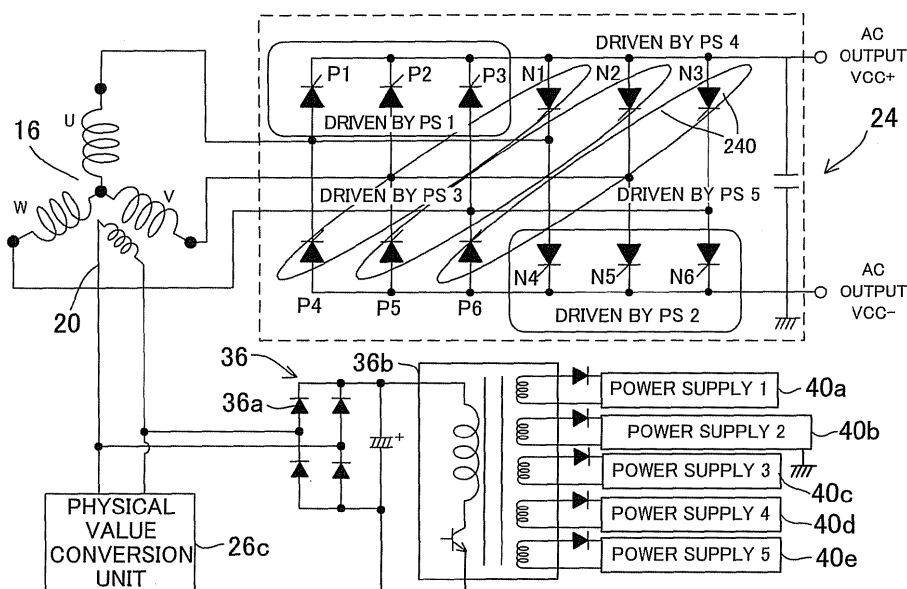 DRIVEN BY PS 4
AC
OUTPUT
VCC+
P1
P2
P3
N1
N2
N3
DRIVEN BY PS 1
240
24
U
16
W
V
DRIVEN BY PS 3
DRIVEN BY PS 5
20
P4
P5
P6
N4
N5
N6
DRIVEN BY PS 2
AC
OUTPUT
VCC-
36
36b
36a
+
POWER SUPPLY 1
40a
POWER SUPPLY 2
40b
POWER SUPPLY 3
40c
POWER SUPPLY 4
40d
POWER SUPPLY 5
40e
PHYSICAL
VALUE
CONVERSION
UNIT
26c